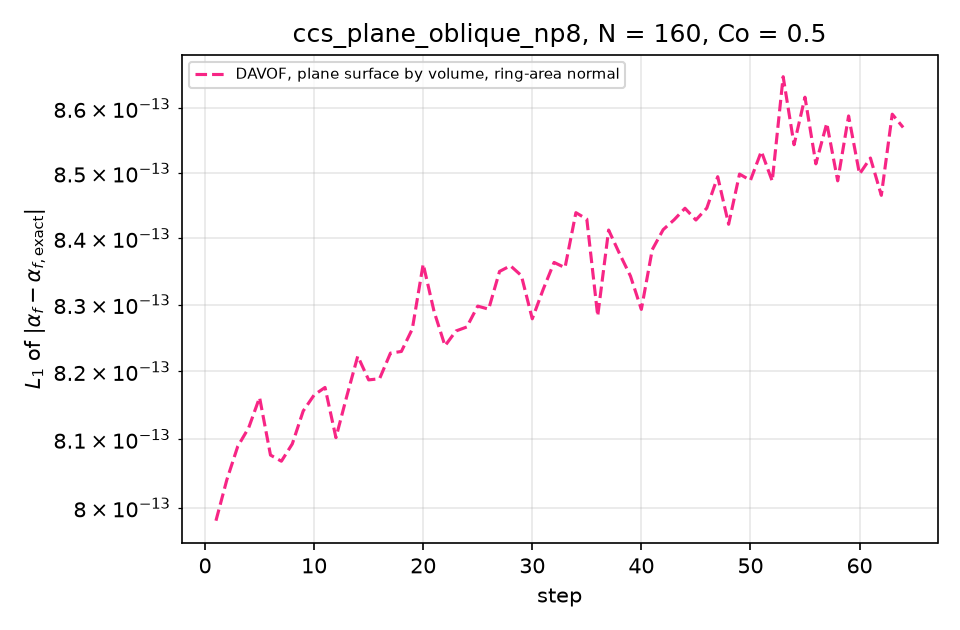 ccs_plane_oblique_np8, N = 160, Co = 0.5
DAVOF, plane surface by volume, ring-area normal
8.6 × 10⁻¹³
8.5 × 10⁻¹³
8.4 × 10⁻¹³
8.3 × 10⁻¹³
8.2 × 10⁻¹³
8.1 × 10⁻¹³
8 × 10⁻¹³
L₁ of |α_f − α_{f, exact}|
0 10 20 30 40 50 60
step